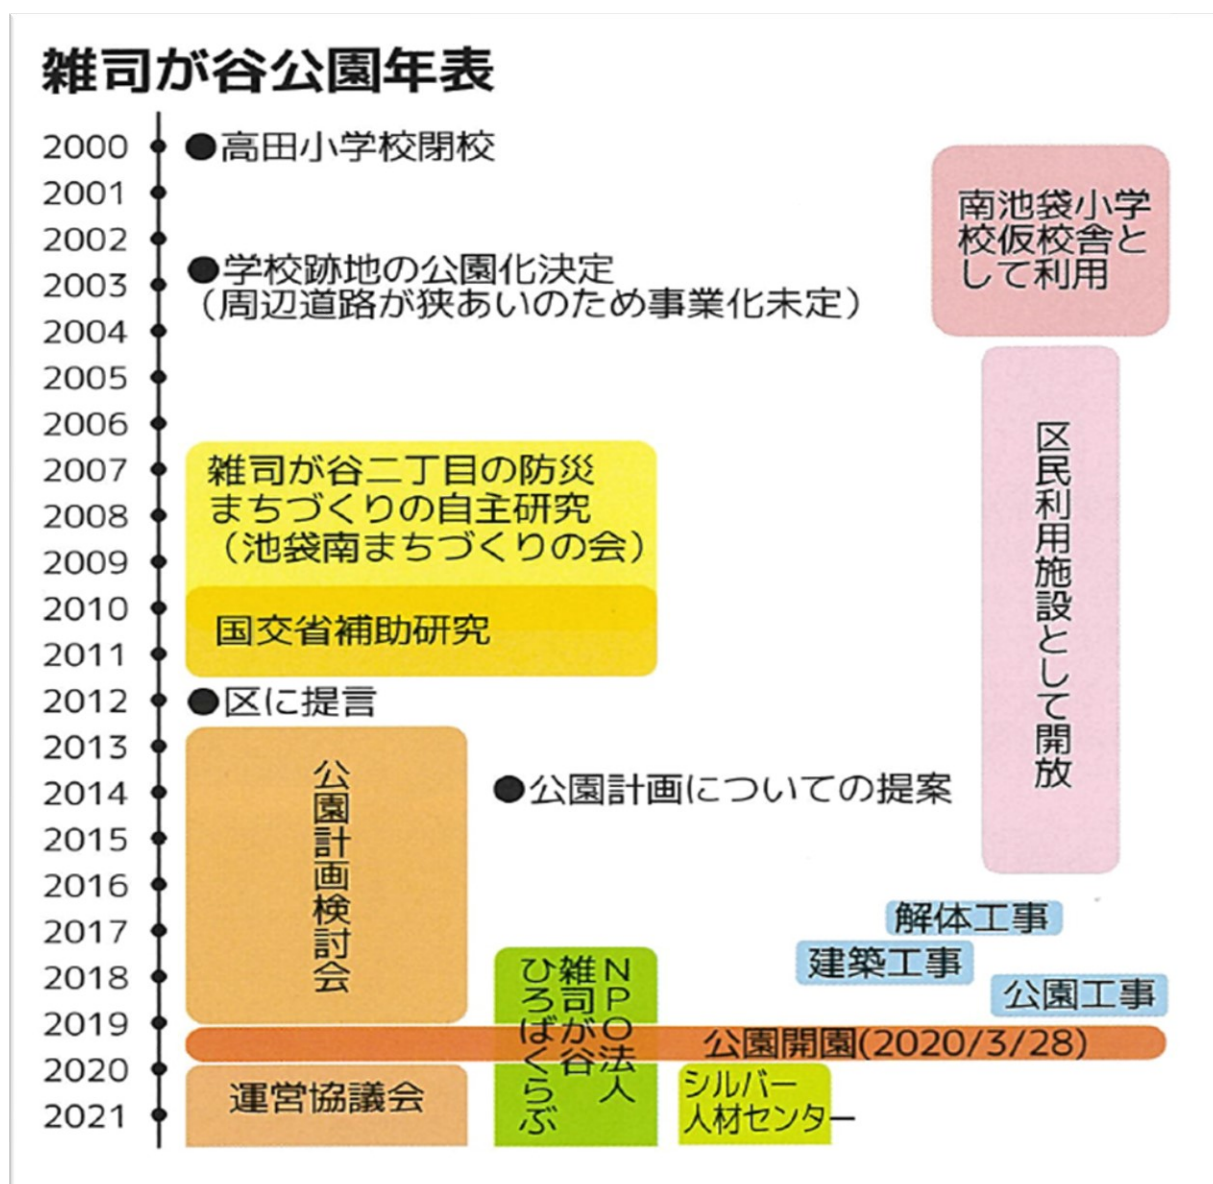 雑司が谷公園年表
2000
●高田小学校閉校
2001
2002
2003
●学校跡地の公園化決定
（周辺道路が狭あいのため事業化未定）
2004
2005
2006
2007
2008
2009
2010
2011
2012
●区に提言
2013
2014
●公園計画についての提案
2015
2016
2017
2018
2019
2020
2021
南池袋小学
校仮校舎と
して利用
区民利用施設として開放
雑司が谷二丁目の防災
まちづくりの自主研究
（池袋南まちづくりの会）
国交省補助研究
公園計画検討会
解体工事
建築工事
公園工事
NPO法人
雑司が谷
ひろばくらぶ
公園開園(2020/3/28)
運営協議会
シルバー
人材センター